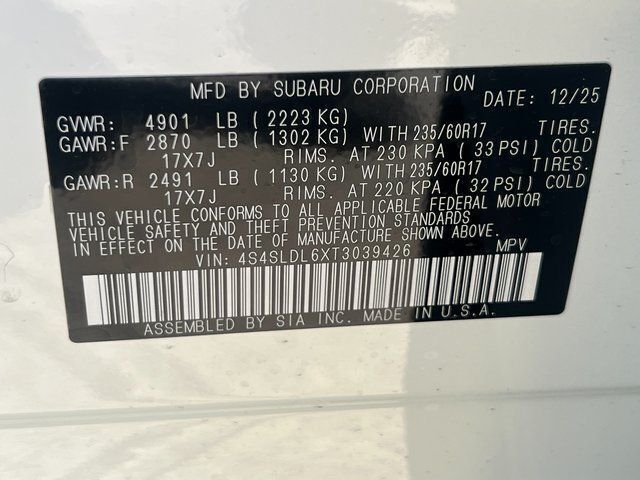 MFD BY SUBARU CORPORATION DATE: 12/25
GVWR: 4901 LB (2223 KG)
GAWR:F 2870 LB (1302 KG) WITH 235/60R17 TIRES.
17X7J RIMS. AT 230 KPA (33 PSI) COLD
GAWR:R 2491 LB (1130 KG) WITH 235/60R17 TIRES.
17X7J RIMS. AT 220 KPA (32 PSI) COLD
THIS VEHICLE CONFORMS TO ALL APPLICABLE FEDERAL MOTOR
VEHICLE SAFETY AND THEFT PREVENTION STANDARDS
IN EFFECT ON THE DATE OF MANUFACTURE SHOWN ABOVE.
VIN: 4S4SLDL6XT3039426 MPV
ASSEMBLED BY SIA INC. MADE IN U.S.A.